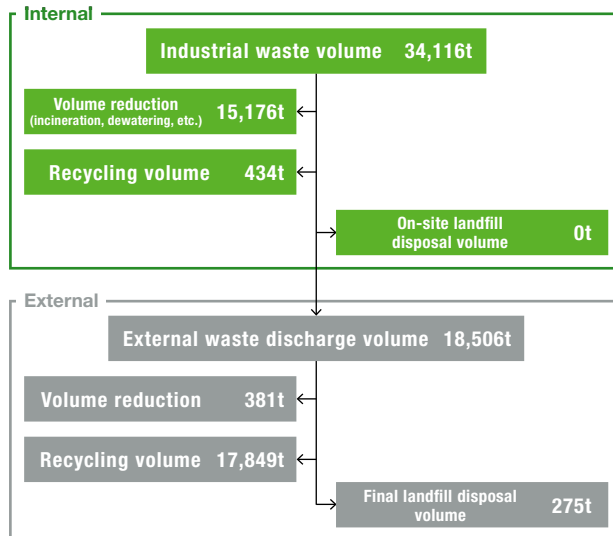 Internal
Industrial waste volume 34,116t
Volume reduction
(incineration, dewatering, etc.) 15,176t
Recycling volume 434t
On-site landfill
disposal volume 0t
External
External waste discharge volume 18,506t
Volume reduction 381t
Recycling volume 17,849t
Final landfill disposal
volume 275t